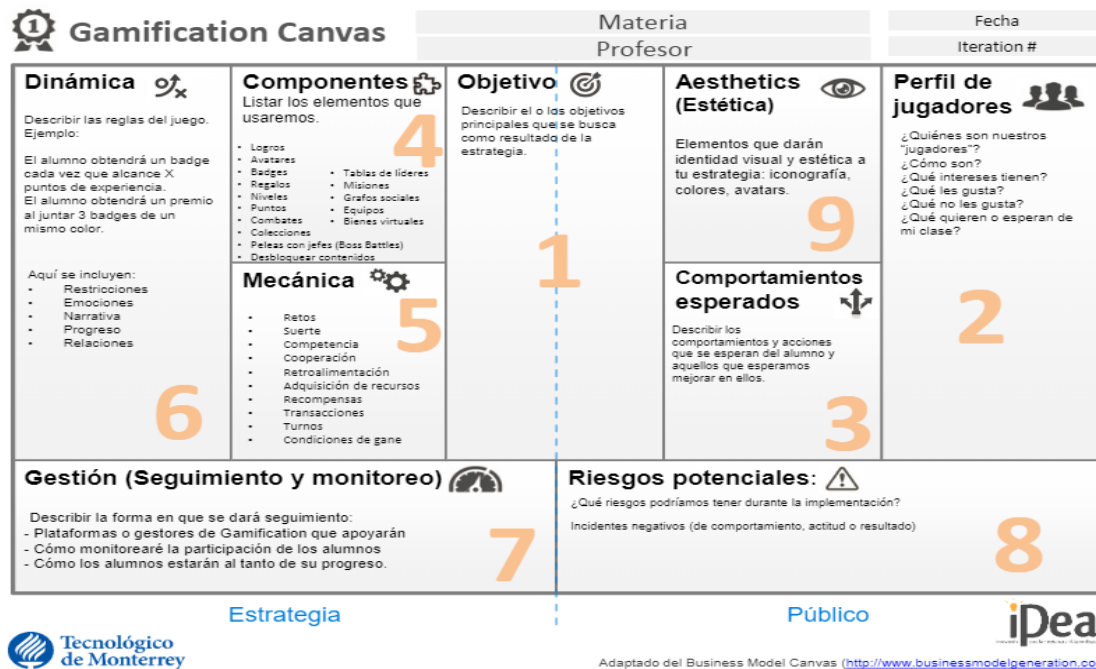 Gamification Canvas
Materia
Profesor
Fecha
Iteration #
Dinámica
Describir las reglas del juego.
Ejemplo:
El alumno obtendrá un badge
cada vez que alcance X
puntos de experiencia.
El alumno obtendrá un premio
al juntar 3 badges de un
mismo color.
Aquí se incluyen:
• Restricciones
• Emociones
• Narrativa
• Progreso
• Relaciones
6
Componentes
Listar los elementos que
usaremos.
4
• Logros
• Avatares
• Badges
• Regalos
• Niveles
• Puntos
• Combates
• Colecciones
• Peleas con jefes (Boss Battles)
• Desbloquear contenidos
• Tablas de líderes
• Misiones
• Grafos sociales
• Equipos
• Bienes virtuales
Mecánica
5
• Retos
• Suerte
• Competencia
• Cooperación
• Retroalimentación
• Adquisición de recursos
• Recompensas
• Transacciones
• Turnos
• Condiciones de gane
Objetivo
Describir el o los objetivos
principales que se busca
como resultado de la
estrategia.
1
Aesthetics
(Estética)
Elementos que darán
identidad visual y estética a
tu estrategia: iconografía,
colores, avatars.
9
Comportamientos
esperados
Describir los
comportamientos y acciones
que se esperan del alumno y
aquellos que esperamos
mejorar en ellos.
3
Perfil de
jugadores
¿Quiénes son nuestros
"jugadores"?
¿Cómo son?
¿Qué intereses tienen?
¿Qué les gusta?
¿Qué no les gusta?
¿Qué quieren o esperan de
mi clase?
2
Gestión (Seguimiento y monitoreo)
Describir la forma en que se dará seguimiento:
- Plataformas o gestores de Gamification que apoyarán
- Cómo monitorearé la participación de los alumnos
- Cómo los alumnos estarán al tanto de su progreso.
7
Riesgos potenciales:
¿Qué riesgos podríamos tener durante la implementación?
Incidentes negativos (de comportamiento, actitud o resultado)
8
Estrategia
Público
Tecnológico
de Monterrey
iDea
Adaptado del Business Model Canvas (http://www.businessmodelgeneration.co
1